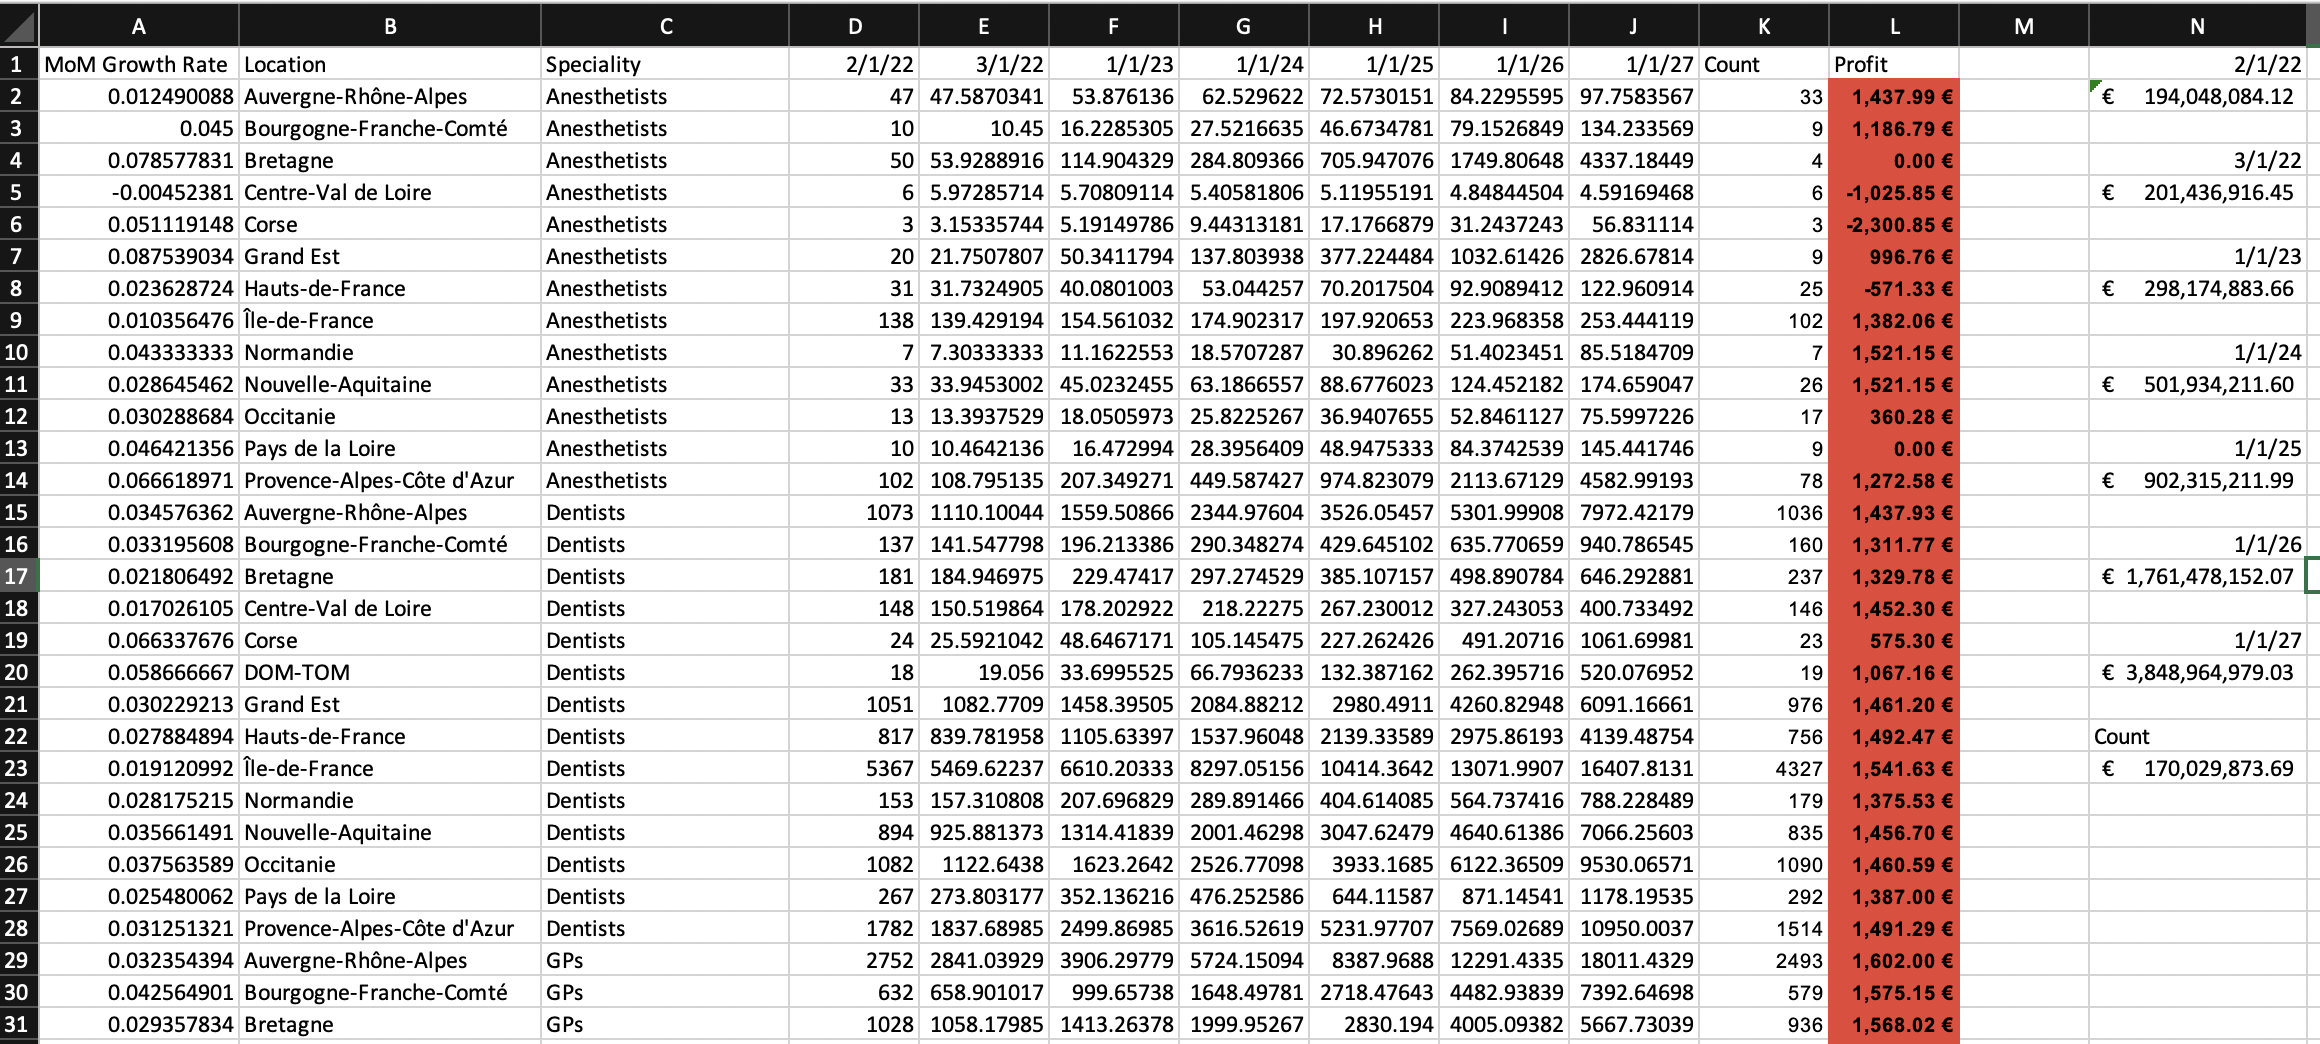 A B C D E F G H I J K L M N
1 MoM Growth Rate Location Speciality 2/1/22 3/1/22 1/1/23 1/1/24 1/1/25 1/1/26 1/1/27 Count Profit 2/1/22
2 0.012490088 Auvergne-Rhône-Alpes Anesthetists 47 47.5870341 53.876136 62.529622 72.5730151 84.2295595 97.7583567 33 1,437.99 € € 194,048,084.12
3 0.045 Bourgogne-Franche-Comté Anesthetists 10 10.45 16.2285305 27.5216635 46.6734781 79.1526849 134.233569 9 1,186.79 €
4 0.078577831 Bretagne Anesthetists 50 53.9288916 114.904329 284.809366 705.947076 1749.80648 4337.18449 4 0.00 € 3/1/22
5 -0.00452381 Centre-Val de Loire Anesthetists 6 5.97285714 5.70809114 5.40581806 5.11955191 4.84844504 4.59169468 6 -1,025.85 € € 201,436,916.45
6 0.051119148 Corse Anesthetists 3 3.15335744 5.19149786 9.44313181 17.1766879 31.2437243 56.831114 3 -2,300.85 €
7 0.087539034 Grand Est Anesthetists 20 21.7507807 50.3411794 137.803938 377.224484 1032.61426 2826.67814 9 996.76 € 1/1/23
8 0.023628724 Hauts-de-France Anesthetists 31 31.7324905 40.0801003 53.044257 70.2017504 92.9089412 122.960914 25 -571.33 € € 298,174,883.66
9 0.010356476 Île-de-France Anesthetists 138 139.429194 154.561032 174.902317 197.920653 223.968358 253.444119 102 1,382.06 €
10 0.043333333 Normandie Anesthetists 7 7.30333333 11.1622553 18.5707287 30.896262 51.4023451 85.5184709 7 1,521.15 € 1/1/24
11 0.028645462 Nouvelle-Aquitaine Anesthetists 33 33.9453002 45.0232455 63.1866557 88.6776023 124.452182 174.659047 26 1,521.15 € € 501,934,211.60
12 0.030288684 Occitanie Anesthetists 13 13.3937529 18.0505973 25.8225267 36.9407655 52.8461127 75.5997226 17 360.28 €
13 0.046421356 Pays de la Loire Anesthetists 10 10.4642136 16.472994 28.3956409 48.9475333 84.3742539 145.441746 9 0.00 € 1/1/25
14 0.066618971 Provence-Alpes-Côte d'Azur Anesthetists 102 108.795135 207.349271 449.587427 974.823079 2113.67129 4582.99193 78 1,272.58 € € 902,315,211.99
15 0.034576362 Auvergne-Rhône-Alpes Dentists 1073 1110.10044 1559.50866 2344.97604 3526.05457 5301.99908 7972.42179 1036 1,437.93 €
16 0.033195608 Bourgogne-Franche-Comté Dentists 137 141.547798 196.213386 290.348274 429.645102 635.770659 940.786545 160 1,311.77 € 1/1/26
17 0.021806492 Bretagne Dentists 181 184.946975 229.47417 297.274529 385.107157 498.890784 646.292881 237 1,329.78 € € 1,761,478,152.07
18 0.017026105 Centre-Val de Loire Dentists 148 150.519864 178.202922 218.22275 267.230012 327.243053 400.733492 146 1,452.30 €
19 0.066337676 Corse Dentists 24 25.5921042 48.6467171 105.145475 227.262426 491.20716 1061.69981 23 575.30 € 1/1/27
20 0.058666667 DOM-TOM Dentists 18 19.056 33.6995525 66.7936233 132.387162 262.395716 520.076952 19 1,067.16 € € 3,848,964,979.03
21 0.030229213 Grand Est Dentists 1051 1082.7709 1458.39505 2084.88212 2980.4911 4260.82948 6091.16661 976 1,461.20 €
22 0.027884894 Hauts-de-France Dentists 817 839.781958 1105.63397 1537.96048 2139.33589 2975.86193 4139.48754 756 1,492.47 € Count
23 0.019120992 Île-de-France Dentists 5367 5469.62237 6610.20333 8297.05156 10414.3642 13071.9907 16407.8131 4327 1,541.63 € € 170,029,873.69
24 0.028175215 Normandie Dentists 153 157.310808 207.696829 289.891466 404.614085 564.737416 788.228489 179 1,375.53 €
25 0.035661491 Nouvelle-Aquitaine Dentists 894 925.881373 1314.41839 2001.46298 3047.62479 4640.61386 7066.25603 835 1,456.70 €
26 0.037563589 Occitanie Dentists 1082 1122.6438 1623.2642 2526.77098 3933.1685 6122.36509 9530.06571 1090 1,460.59 €
27 0.025480062 Pays de la Loire Dentists 267 273.803177 352.136216 476.252586 644.11587 871.14541 1178.19535 292 1,387.00 €
28 0.031251321 Provence-Alpes-Côte d'Azur Dentists 1782 1837.68985 2499.86985 3616.52619 5231.97707 7569.02689 10950.0037 1514 1,491.29 €
29 0.032354394 Auvergne-Rhône-Alpes GPs 2752 2841.03929 3906.29779 5724.15094 8387.9688 12291.4335 18011.4329 2493 1,602.00 €
30 0.042564901 Bourgogne-Franche-Comté GPs 632 658.901017 999.65738 1648.49781 2718.47643 4482.93839 7392.64698 579 1,575.15 €
31 0.029357834 Bretagne GPs 1028 1058.17985 1413.26378 1999.95267 2830.194 4005.09382 5667.73039 936 1,568.02 €